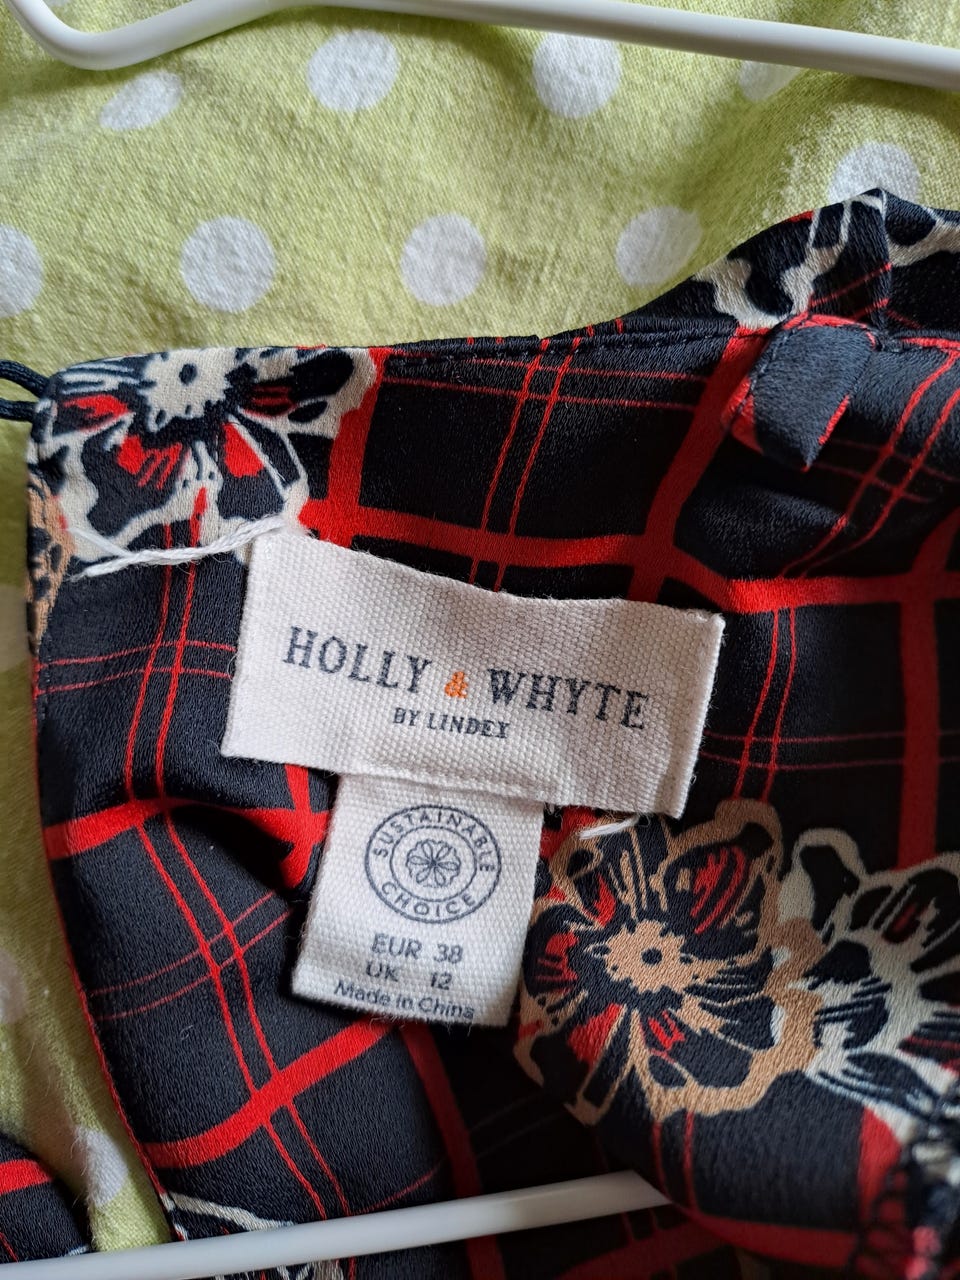 HOLLY & WHYTE
BY LINDEX
SUSTAINABLE
CHOICE
EUR 38
UK 12
Made in China